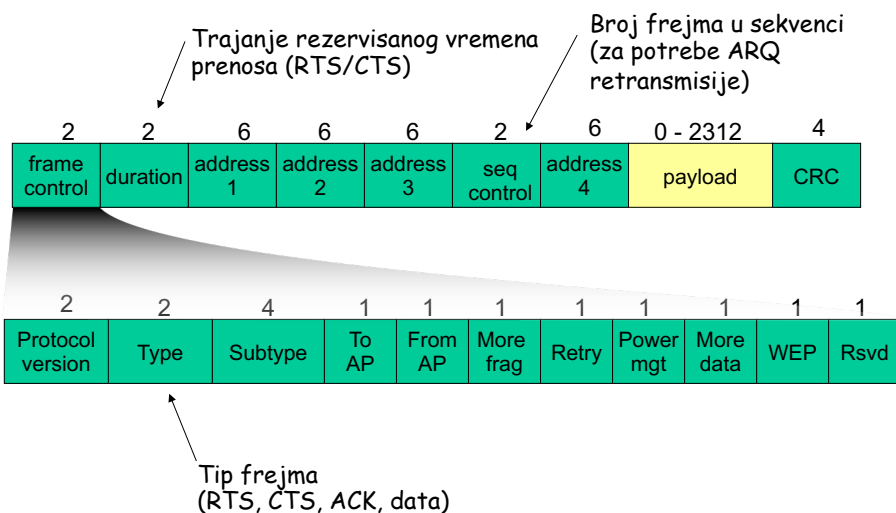 Trajanje rezervisanog vremena
prenosa (RTS/CTS)
Broj frejma u sekvenci
(za potrebe ARQ
retransmisije)
2 2 6 6 6 2 6 0 - 2312 4
frame control duration address 1 address 2 address 3 seq control address 4 payload CRC
2 2 4 1 1 1 1 1 1 1 1
Protocol version Type Subtype To AP From AP More frag Retry Power mgt More data WEP Rsvd
Tip frejma
(RTS, CTS, ACK, data)